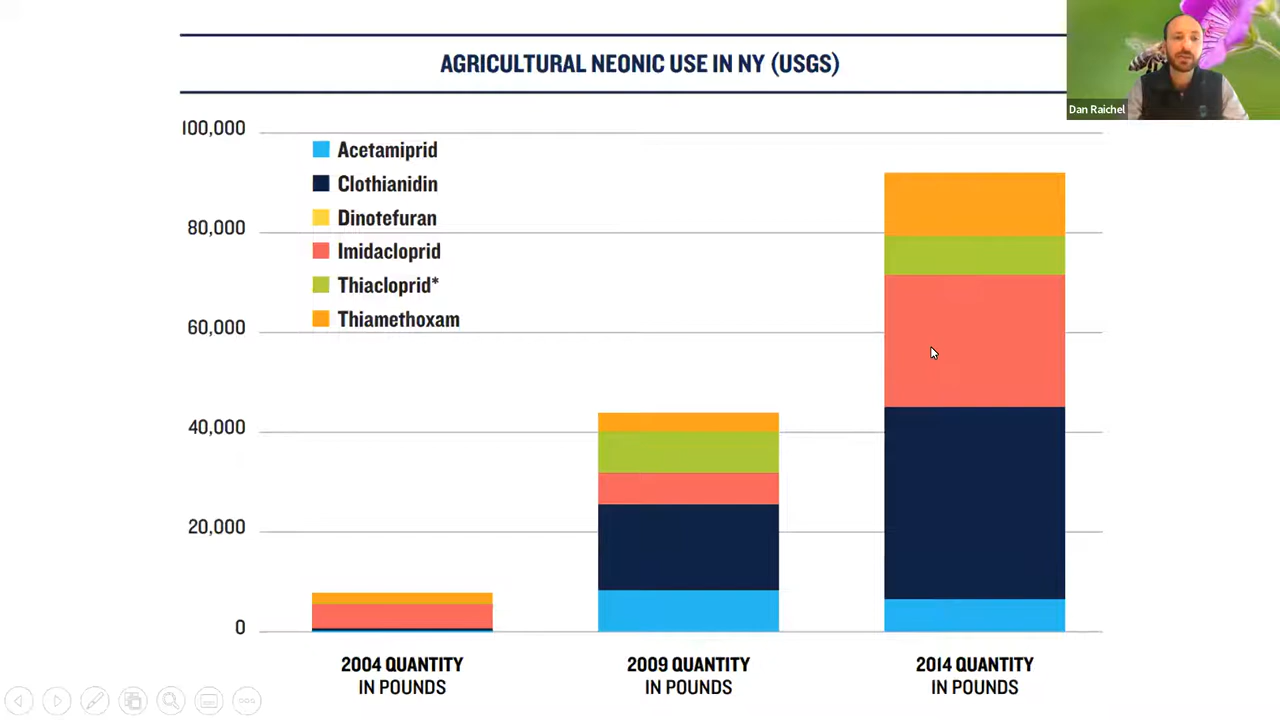 AGRICULTURAL NEONIC USE IN NY (USGS)
Dan Raichel
100,000
80,000
60,000
40,000
20,000
0
Acetamiprid
Clothianidin
Dinotefuran
Imidacloprid
Thiacloprid*
Thiamethoxam
2004 QUANTITY
IN POUNDS
2009 QUANTITY
IN POUNDS
2014 QUANTITY
IN POUNDS